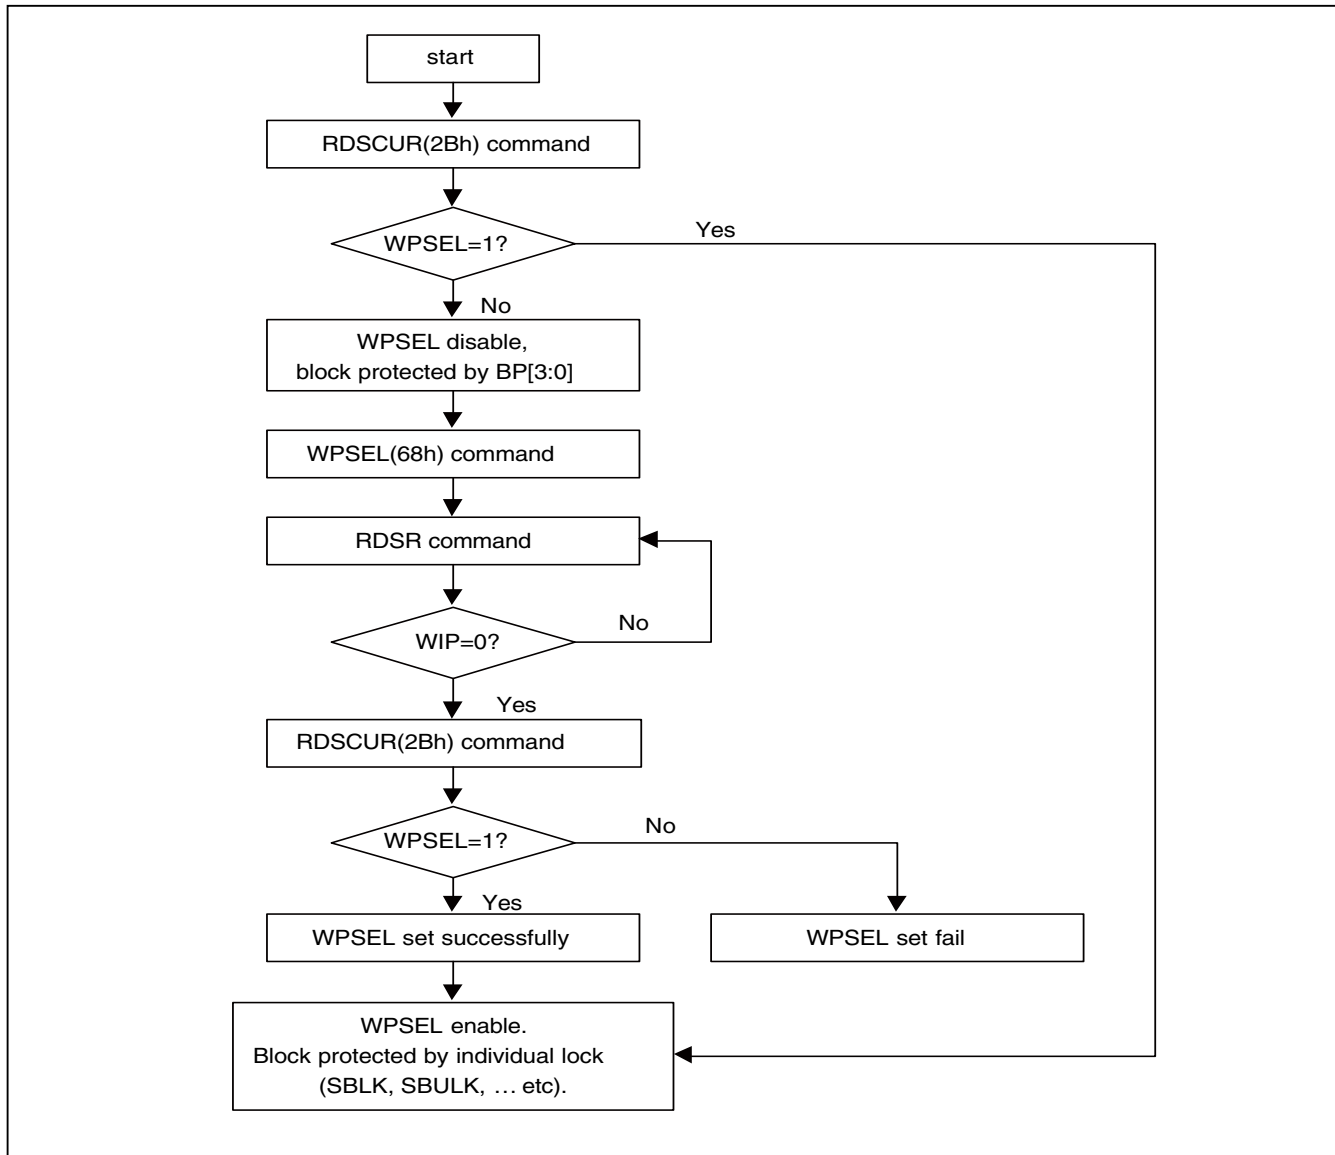 start
RDSCUR(2Bh) command
WPSEL=1?
Yes
No
WPSEL disable,
block protected by BP[3:0]
WPSEL(68h) command
RDSR command
WIP=0?
No
Yes
RDSCUR(2Bh) command
WPSEL=1?
No
Yes
WPSEL set successfully
WPSEL set fail
WPSEL enable.
Block protected by individual lock
(SBLK, SBULK, … etc).